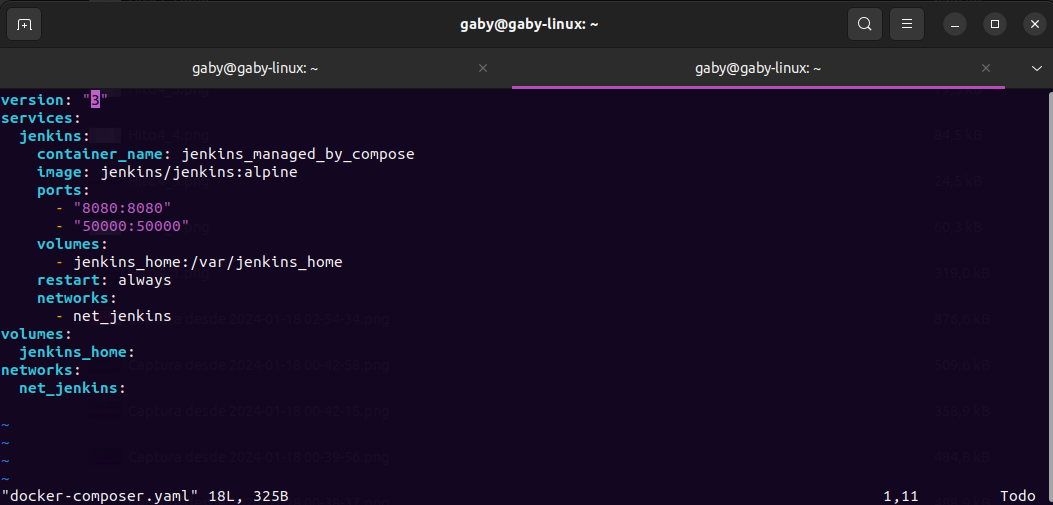 gaby@gaby-linux: ~
gaby@gaby-linux: ~
gaby@gaby-linux: ~
version: "3"
services:
  jenkins:
    container_name: jenkins_managed_by_compose
    image: jenkins/jenkins:alpine
    ports:
      - "8080:8080"
      - "50000:50000"
    volumes:
      - jenkins_home:/var/jenkins_home
    restart: always
    networks:
      - net_jenkins
volumes:
  jenkins_home:
networks:
  net_jenkins:
~
~
~
~
"docker-composer.yaml" 18L, 325B 1,11 Todo